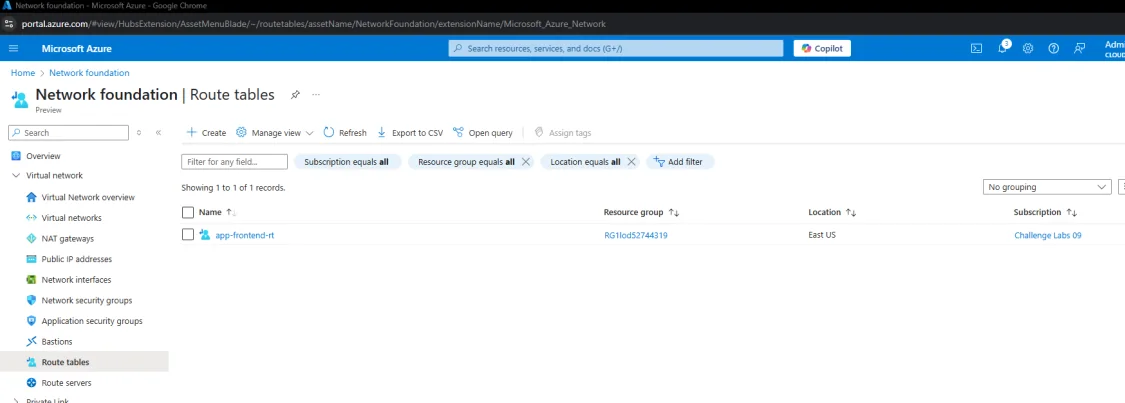 Network foundation - Microsoft Azure - Google Chrome
portal.azure.com/#view/HubsExtension/AssetMenuBlade/~/routetables/assetName/NetworkFoundation/extensionName/Microsoft_Azure_Network
Microsoft Azure
Search resources, services, and docs (G+/)
Copilot
3
Admi
CLOUD
Home > Network foundation
Network foundation | Route tables
Preview
Search
Create
Manage view
Refresh
Export to CSV
Open query
Assign tags
Overview
Virtual network
Virtual Network overview
Virtual networks
NAT gateways
Public IP addresses
Network interfaces
Network security groups
Application security groups
Bastions
Route tables
Route servers
Private Link
Filter for any field...
Subscription equals all
Resource group equals all
Location equals all
Add filter
Showing 1 to 1 of 1 records.
No grouping
Name
Resource group
Location
Subscription
app-frontend-rt
RG1lod52744319
East US
Challenge Labs 09